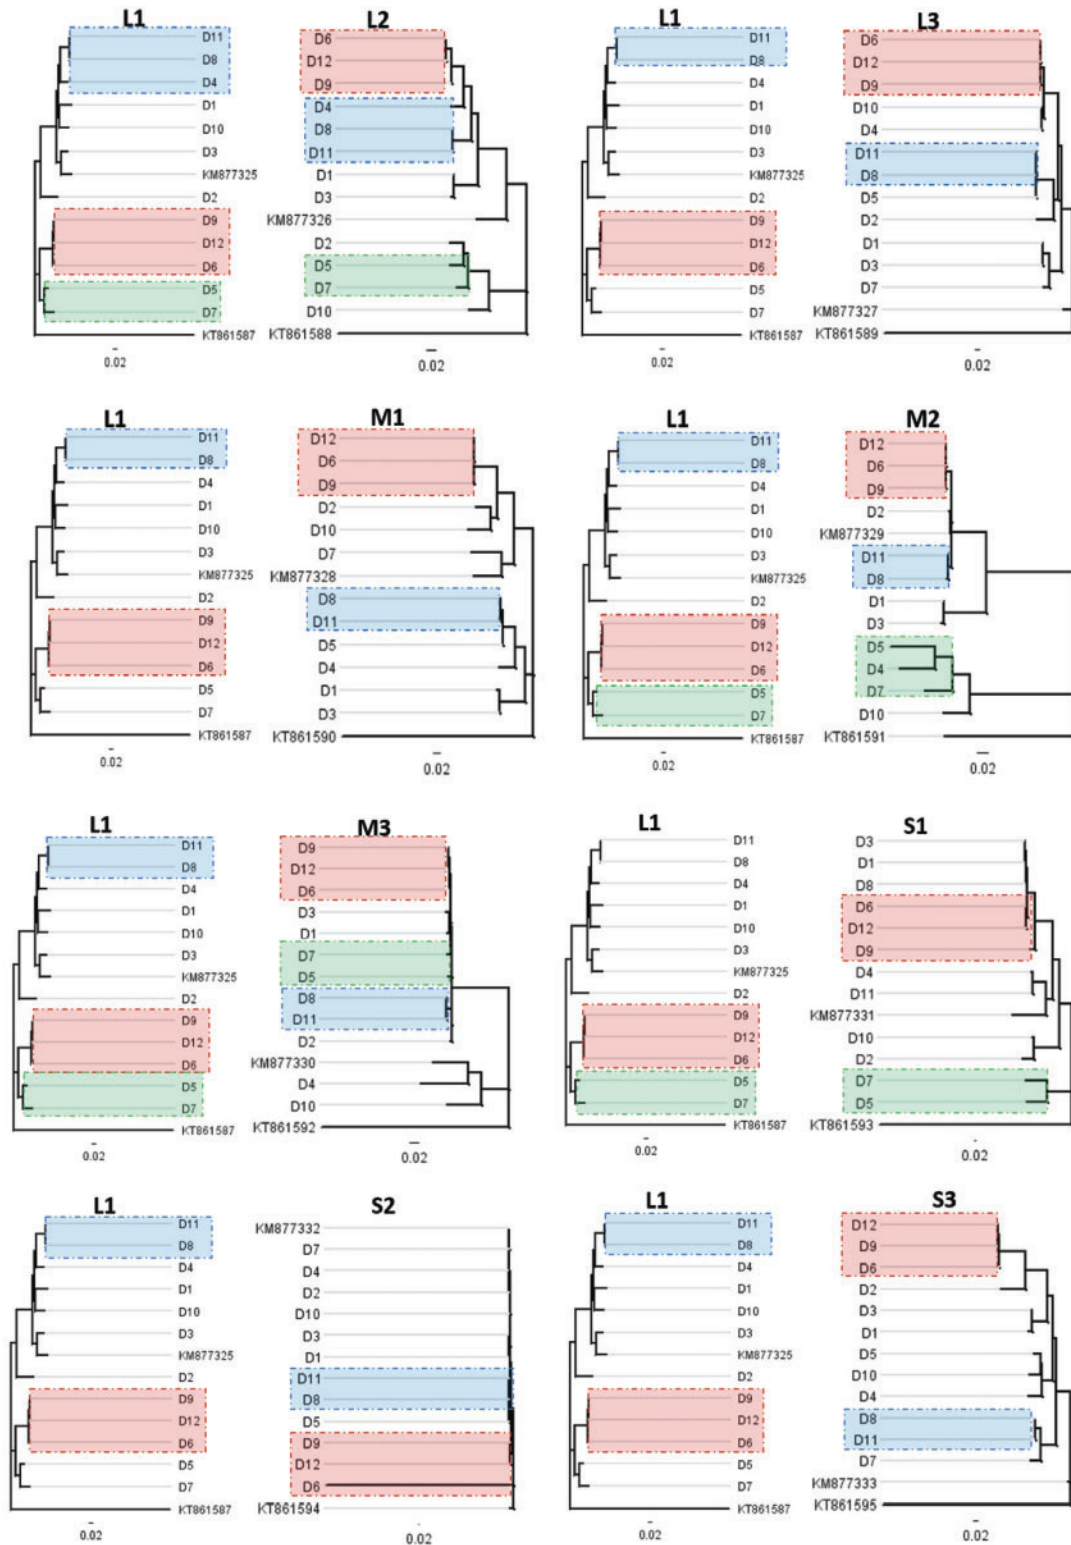 L1
D11
D8
D4
D1
D10
D3
KM877325
D2
D9
D12
D6
D5
D7
KT861587
0.02
L2
D6
D12
D9
D4
D8
D11
D1
D3
KM877326
D2
D5
D7
D10
KT861588
0.02
L1
D11
D8
D4
D1
D10
D3
KM877325
D2
D9
D12
D6
D5
D7
KT861587
0.02
L3
D6
D12
D9
D10
D4
D11
D8
D5
D2
D1
D3
D7
KM877327
KT861589
0.02
L1
D11
D8
D4
D1
D10
D3
KM877325
D2
D9
D12
D6
D5
D7
KT861587
0.02
M1
D12
D6
D9
D2
D10
D7
KM877328
D8
D11
D5
D4
D1
D3
KT861590
0.02
L1
D11
D8
D4
D1
D10
D3
KM877325
D2
D9
D12
D6
D5
D7
KT861587
0.02
M2
D12
D6
D9
D2
KM877329
D11
D8
D1
D3
D5
D4
D7
D10
KT861591
0.02
L1
D11
D8
D4
D1
D10
D3
KM877325
D2
D9
D12
D6
D5
D7
KT861587
0.02
M3
D9
D12
D6
D3
D1
D7
D5
D8
D11
D2
KM877330
D4
D10
KT861592
0.02
L1
D11
D8
D4
D1
D10
D3
KM877325
D2
D9
D12
D6
D5
D7
KT861587
0.02
S1
D3
D1
D8
D6
D12
D9
D4
D11
KM877331
D10
D2
D7
D5
KT861593
0.02
L1
D11
D8
D4
D1
D10
D3
KM877325
D2
D9
D12
D6
D5
D7
KT861587
0.02
S2
KM877332
D7
D4
D2
D10
D3
D1
D11
D8
D5
D9
D12
D6
KT861594
0.02
L1
D11
D8
D4
D1
D10
D3
KM877325
D2
D9
D12
D6
D5
D7
KT861587
0.02
S3
D12
D9
D6
D2
D3
D1
D5
D10
D4
D8
D11
D7
KM877333
KT861595
0.02